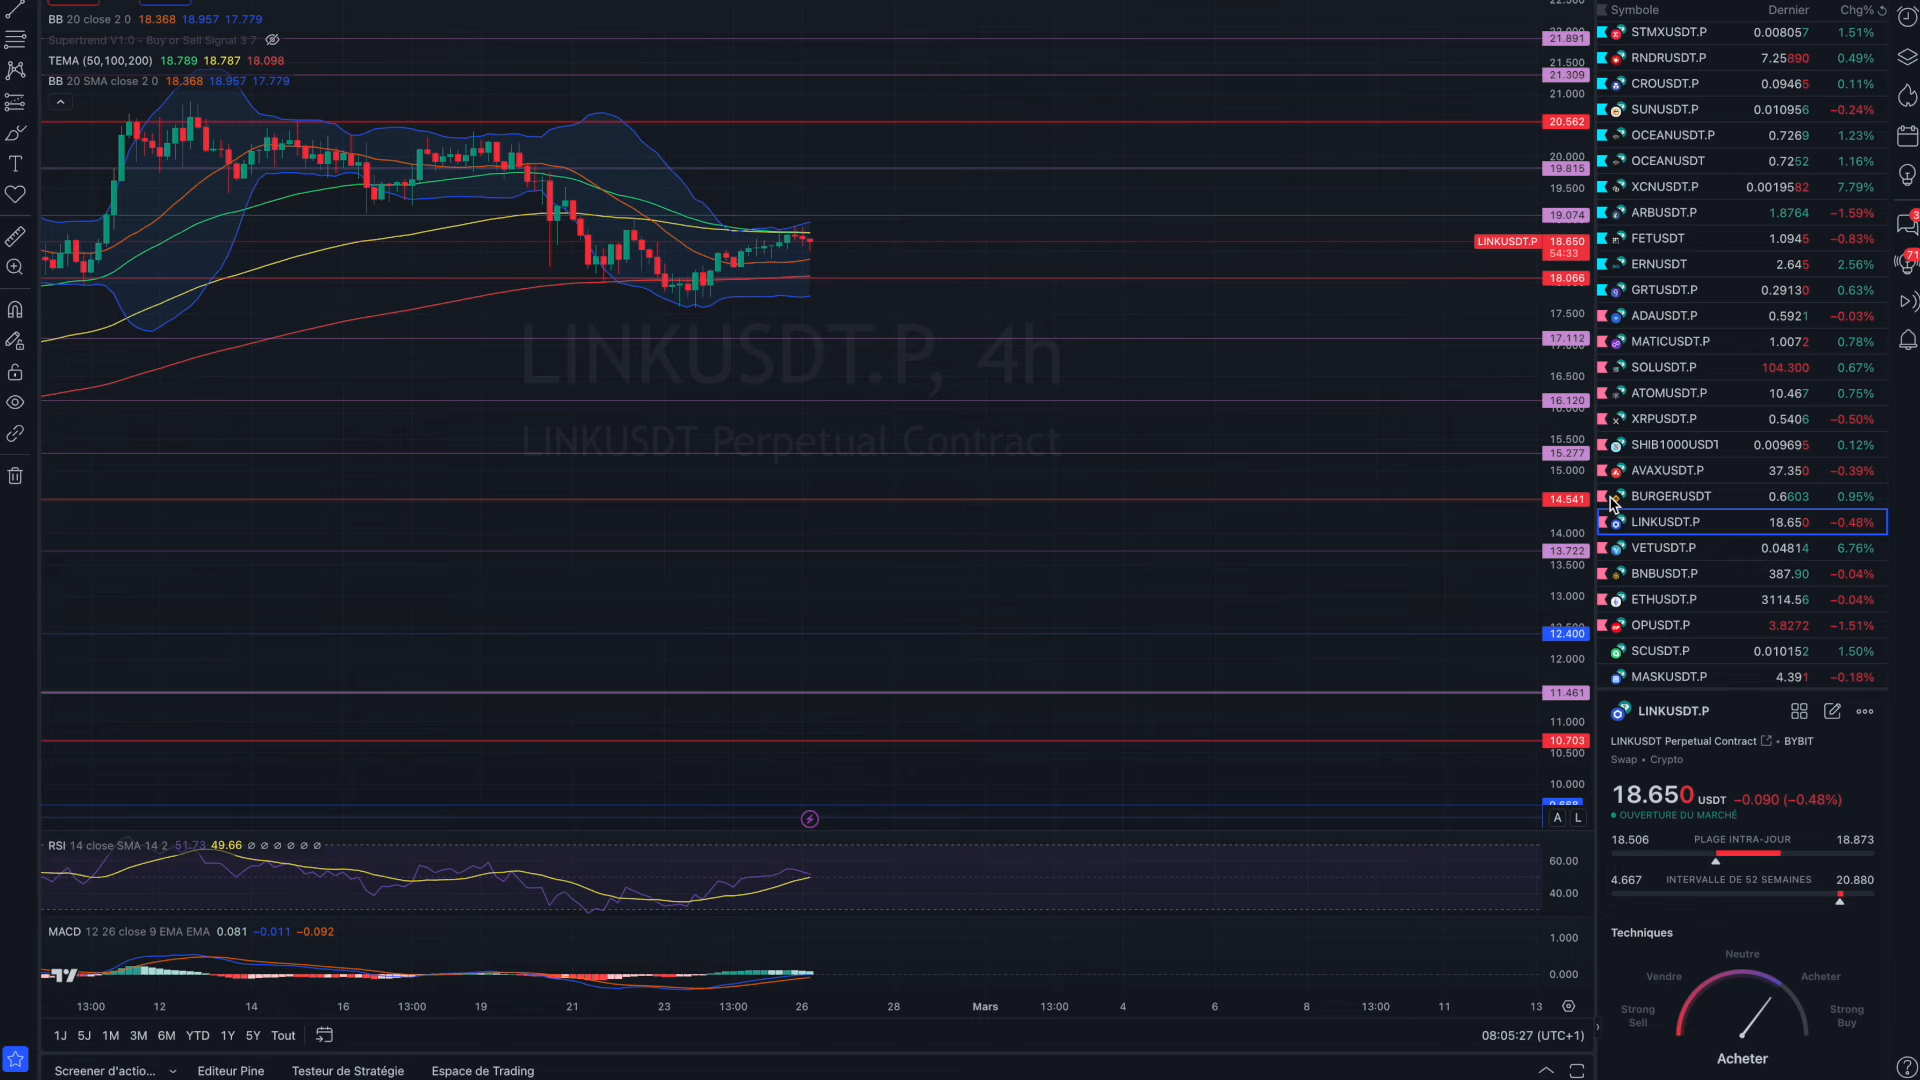 BB 20 close 2 0 18.368 18.957 17.779
Supertrend V1.0 - Buy or Sell Signal 3 7
TEMA (50,100,200) 18.789 18.787 18.098
BB 20 SMA close 2 0 18.368 18.957 17.779
LINKUSDT.P, 4h
LINKUSDT Perpetual Contract
21.891
21.500
21.309
21.000
20.562
20.000
19.815
19.500
19.074
LINKUSDT.P 18.650
54:33
18.066
17.500
17.112
17.000
16.500
16.120
16.000
15.500
15.277
15.000
14.541
14.000
13.722
13.500
13.000
12.400
12.000
11.461
11.000
10.703
10.500
10.000
9.668
A L
RSI 14 close SMA 14 2 51.73 49.66 ∅ ∅ ∅ ∅ ∅ ∅
60.00
40.00
MACD 12 26 close 9 EMA EMA 0.081 −0.011 −0.092
1.000
0.000
13:00 12 14 16 13:00 19 21 23 13:00 26 28 Mars 13:00 4 6 8 13:00 11 13
1J 5J 1M 3M 6M YTD 1Y 5Y Tout
08:05:27 (UTC+1)
Screener d'actio... Editeur Pine Testeur de Stratégie Espace de Trading
Symbole Dernier Chg%
STMXUSDT.P 0.008057 1.51%
RNDRUSDT.P 7.25890 0.49%
CROUSDT.P 0.09465 0.11%
SUNUSDT.P 0.010956 −0.24%
OCEANUSDT.P 0.7269 1.23%
OCEANUSDT 0.7252 1.16%
XCNUSDT.P 0.0019582 7.79%
ARBUSDT.P 1.8764 −1.59%
FETUSDT 1.0945 −0.83%
ERNUSDT 2.645 2.56%
GRTUSDT.P 0.29130 0.63%
ADAUSDT.P 0.5921 −0.03%
MATICUSDT.P 1.0072 0.78%
SOLUSDT.P 104.300 0.67%
ATOMUSDT.P 10.467 0.75%
XRPUSDT.P 0.5406 −0.50%
SHIB1000USDT 0.009695 0.12%
AVAXUSDT.P 37.350 −0.39%
BURGERUSDT 0.6603 0.95%
LINKUSDT.P 18.650 −0.48%
VETUSDT.P 0.04814 6.76%
BNBUSDT.P 387.90 −0.04%
ETHUSDT.P 3114.56 −0.04%
OPUSDT.P 3.8272 −1.51%
SCUSDT.P 0.010152 1.50%
MASKUSDT.P 4.391 −0.18%
LINKUSDT.P
LINKUSDT Perpetual Contract • BYBIT
Swap • Crypto
18.650 USDT −0.090 (−0.48%)
OUVERTURE DU MARCHÉ
18.506 PLAGE INTRA-JOUR 18.873
4.667 INTERVALLE DE 52 SEMAINES 20.880
Techniques
Neutre
Vendre Acheter
Strong Sell
Strong Buy
Acheter
71